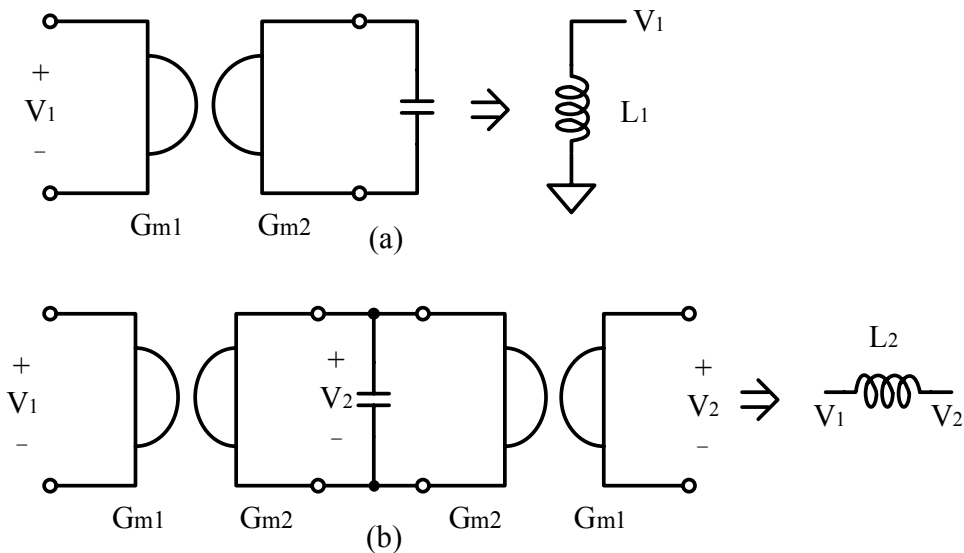 V1
+
V1
−
L1
Gm1 Gm2
(a)
L2
+
V1
−
+
V2
−
+
V2
−
V1 V2
Gm1 Gm2 Gm2 Gm1
(b)